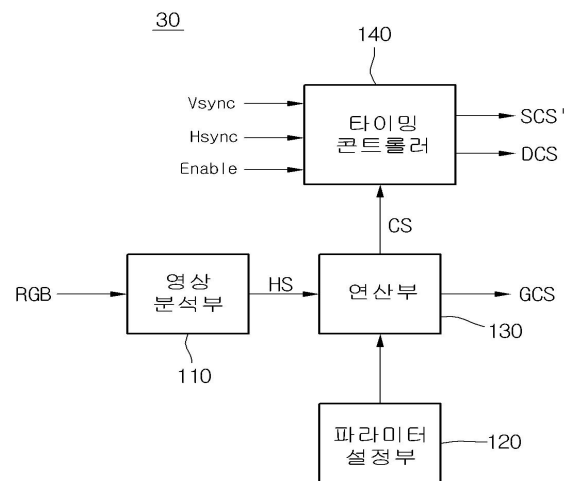 30
140
Vsync
Hsync
Enable
타이밍
콘트롤러
SCS'
DCS
CS
RGB
영상
분석부
HS
연산부
GCS
110
130
파라미터
설정부
120